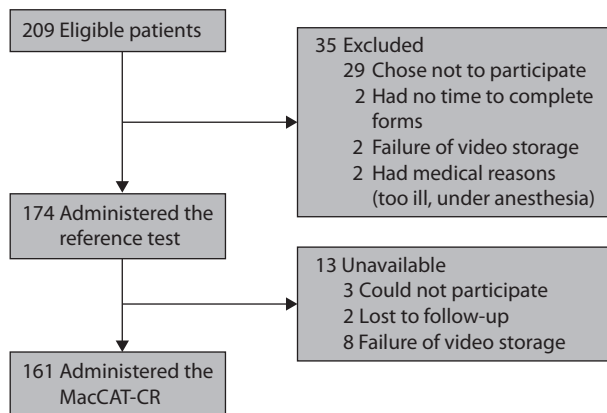 209 Eligible patients
35 Excluded
29 Chose not to participate
2 Had no time to complete
forms
2 Failure of video storage
2 Had medical reasons
(too ill, under anesthesia)
174 Administered the
reference test
13 Unavailable
3 Could not participate
2 Lost to follow-up
8 Failure of video storage
161 Administered the
MacCAT-CR